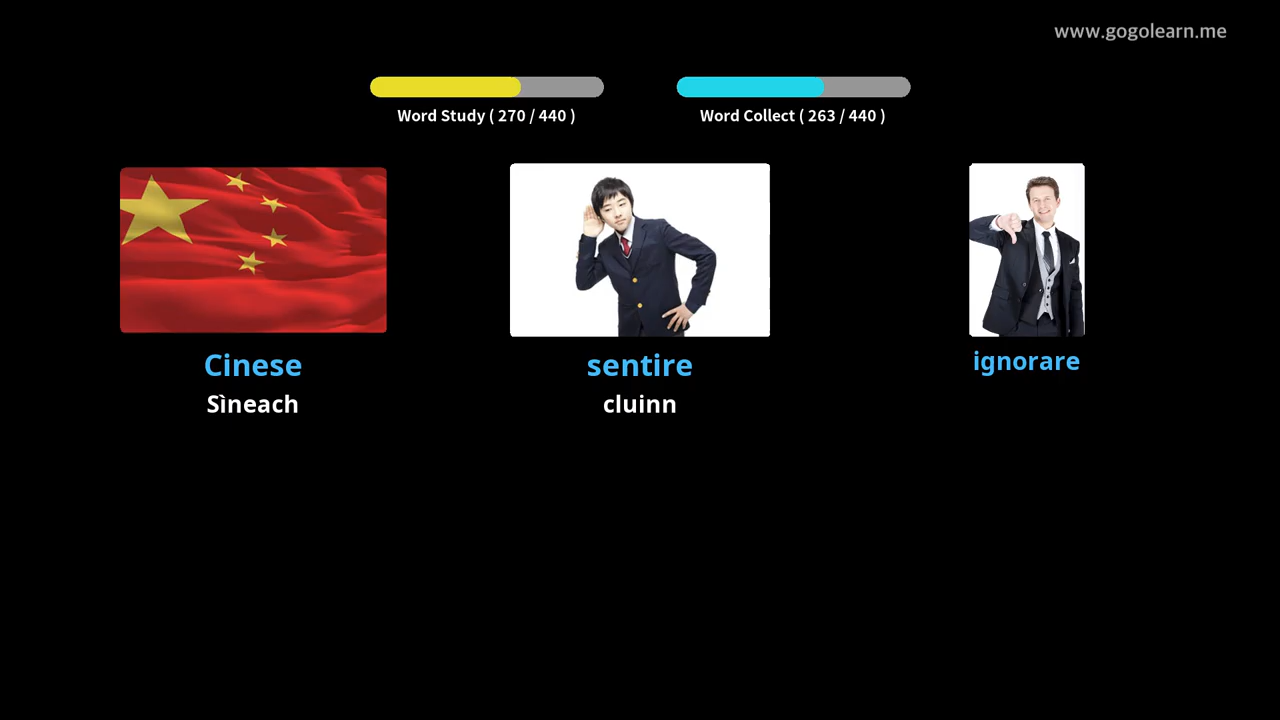 www.gogolearn.me
Word Study ( 270 / 440 )
Word Collect ( 263 / 440 )
Cinese
Sìneach
sentire
cluinn
ignorare